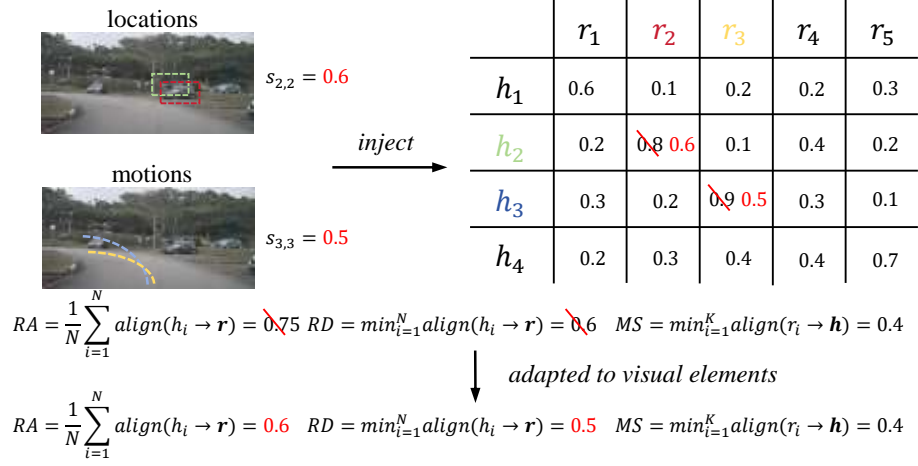 locations
s_{2,2} = 0.6
inject
motions
s_{3,3} = 0.5
r_1 r_2 r_3 r_4 r_5
h_1 0.6 0.1 0.2 0.2 0.3
h_2 0.2 0.8 0.6 0.1 0.4 0.2
h_3 0.3 0.2 0.9 0.5 0.3 0.1
h_4 0.2 0.3 0.4 0.4 0.7
RA = \frac{1}{N} \sum_{i=1}^{N} align(h_i → r) = 0.75 RD = min_{i=1}^{N} align(h_i → r) = 0.6 MS = min_{i=1}^{K} align(r_i → h) = 0.4
adapted to visual elements
RA = \frac{1}{N} \sum_{i=1}^{N} align(h_i → r) = 0.6 RD = min_{i=1}^{N} align(h_i → r) = 0.5 MS = min_{i=1}^{K} align(r_i → h) = 0.4